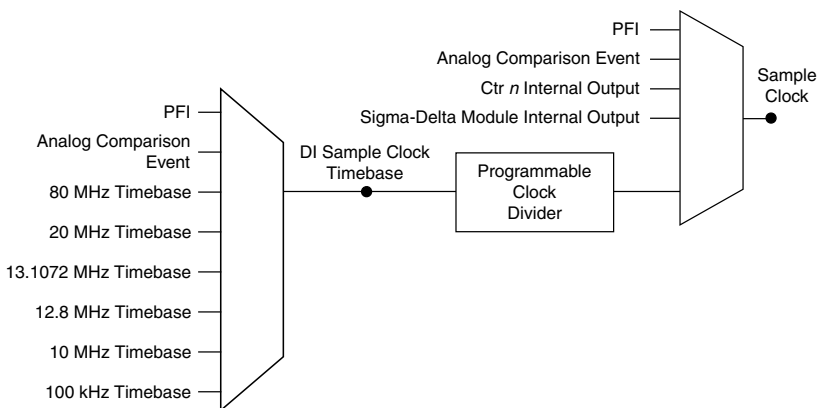 PFI
Analog Comparison Event
Ctr n Internal Output
Sigma-Delta Module Internal Output
Sample
Clock
PFI
Analog Comparison
Event
80 MHz Timebase
20 MHz Timebase
13.1072 MHz Timebase
12.8 MHz Timebase
10 MHz Timebase
100 kHz Timebase
DI Sample Clock
Timebase
Programmable
Clock
Divider